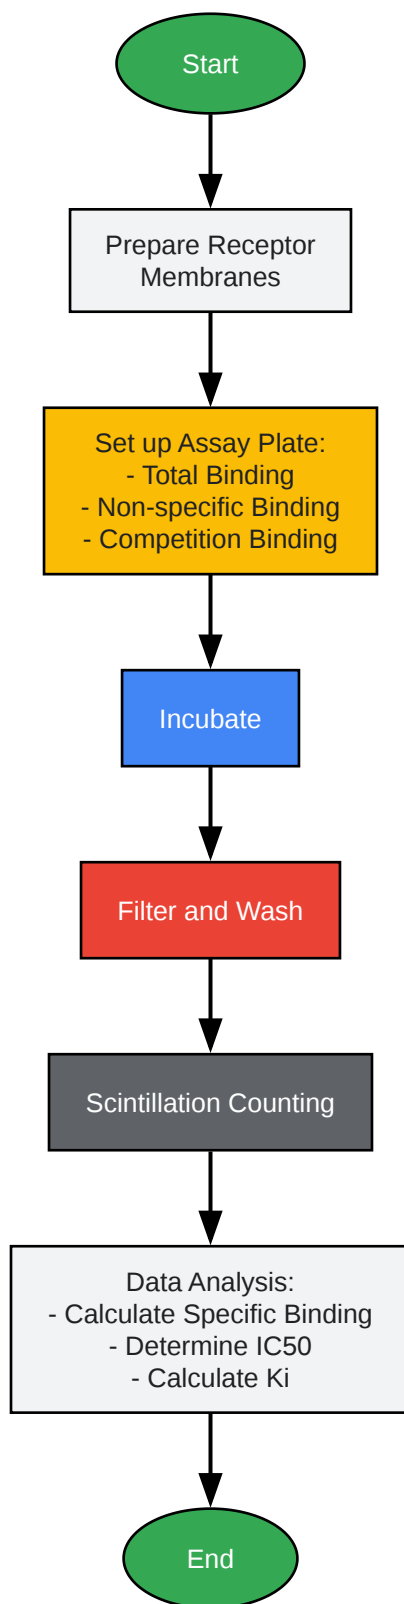 Start
Prepare Receptor
Membranes
Set up Assay Plate:
- Total Binding
- Non-specific Binding
- Competition Binding
Incubate
Filter and Wash
Scintillation Counting
Data Analysis:
- Calculate Specific Binding
- Determine IC50
- Calculate Ki
End